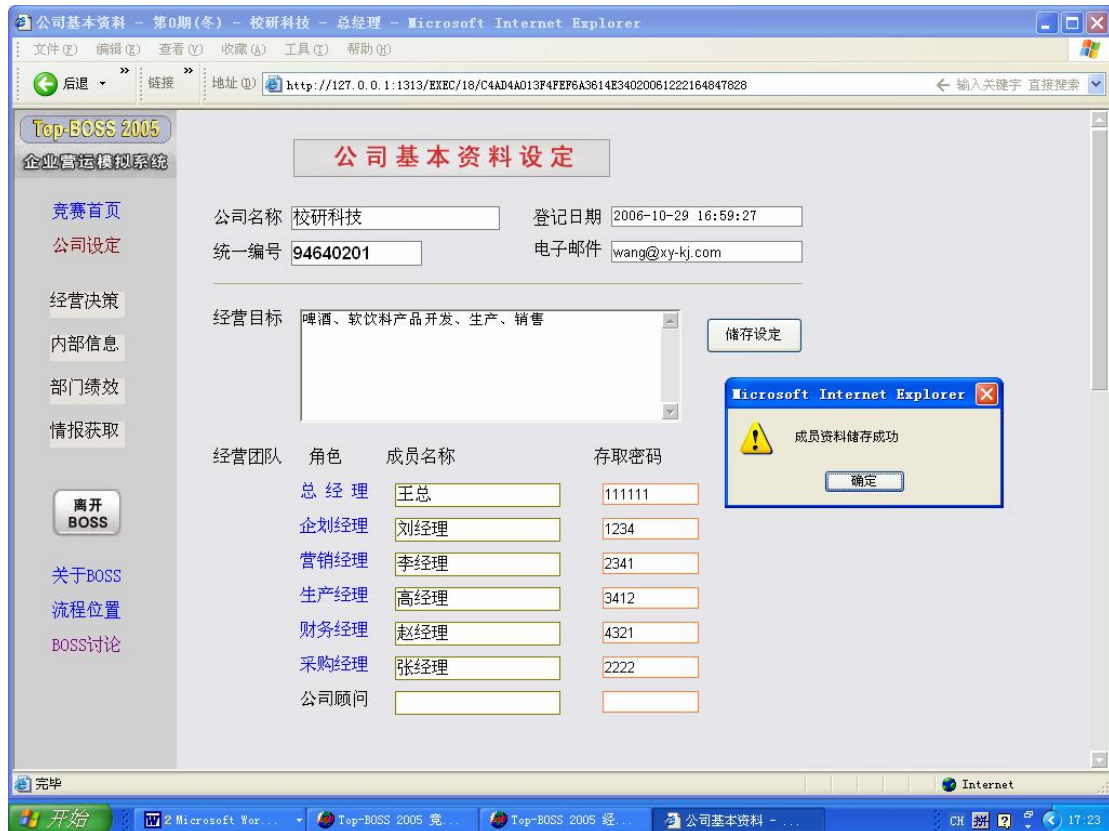 公司基本资料 - 第0期(冬) - 校研科技 - 总经理 - Microsoft Internet Explorer
文件(F) 编辑(E) 查看(V) 收藏(A) 工具(T) 帮助(H)
后退 » 链接 » 地址(D) http://127.0.0.1:1313/EXEC/18/C4AD4A013F4FEF6A3614E34020061222164847828 输入关键字 直接搜索
Top-BOSS 2005
企业营运模拟系统
公司基本资料设定
竞赛首页
公司设定
经营决策
内部信息
部门绩效
情报获取
离开
BOSS
关于BOSS
流程位置
BOSS讨论
公司名称 校研科技 登记日期 2006-10-29 16:59:27
统一编号 94640201 电子邮件 wang@xy-kj.com
经营目标 啤酒、软饮料产品开发、生产、销售
储存设定
Microsoft Internet Explorer
成员资料储存成功
确定
经营团队 角色 成员名称 存取密码
总 经 理 王总 111111
企划经理 刘经理 1234
营销经理 李经理 2341
生产经理 高经理 3412
财务经理 赵经理 4321
采购经理 张经理 2222
公司顾问
完毕 Internet
开始 2 Microsoft Wor... Top-BOSS 2005 竞... Top-BOSS 2005 经... 公司基本资料 - ... CH 拼 17:23